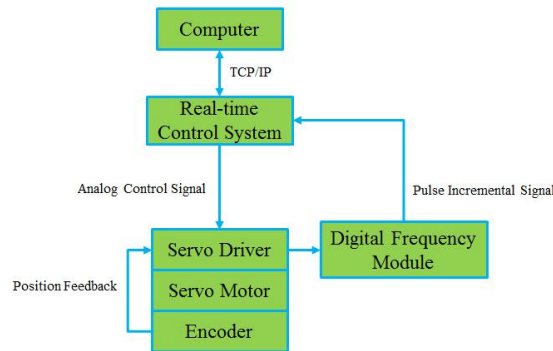 Computer
TCP/IP
Real-time
Control System
Analog Control Signal
Pulse Incremental Signal
Servo Driver
Digital Frequency
Module
Position Feedback
Servo Motor
Encoder